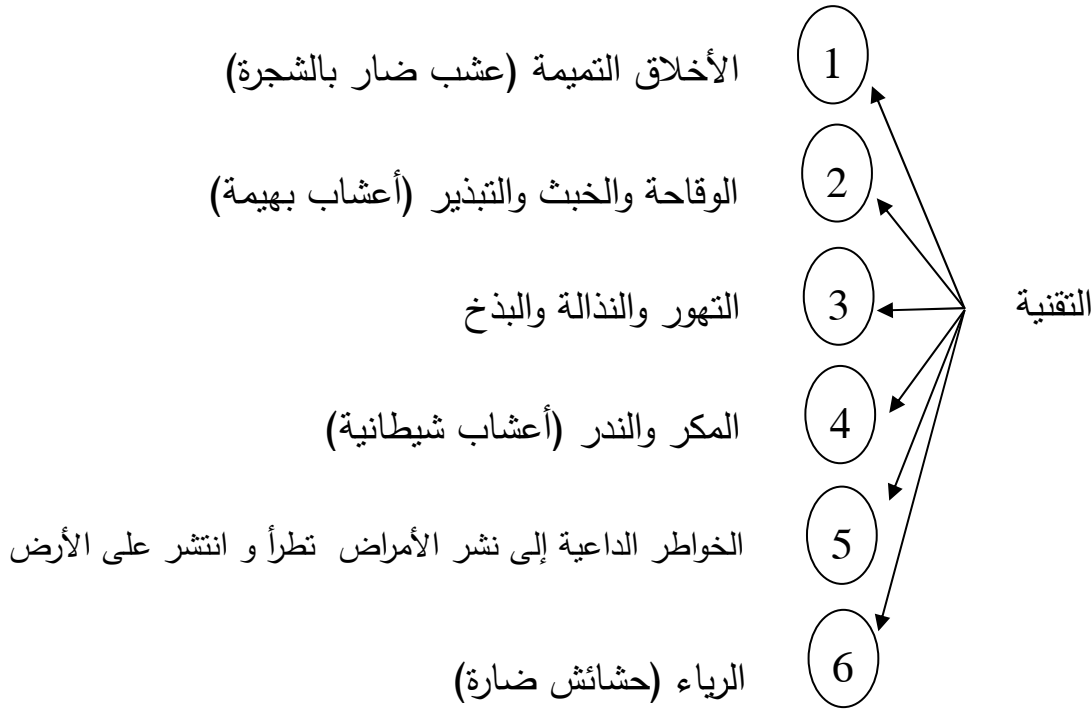 1 الأخلاق التميمة (عشب ضار بالشجرة)
2 الوقاحة والخبث والتبذير (أعشاب بهيمة)
التقنية
3 التهور والنذالة والبذخ
4 المكر والندر (أعشاب شيطانية)
5 الخواطر الداعية إلى نشر الأمراض تطرأ و انتشر على الأرض
6 الرياء (حشائش ضارة)